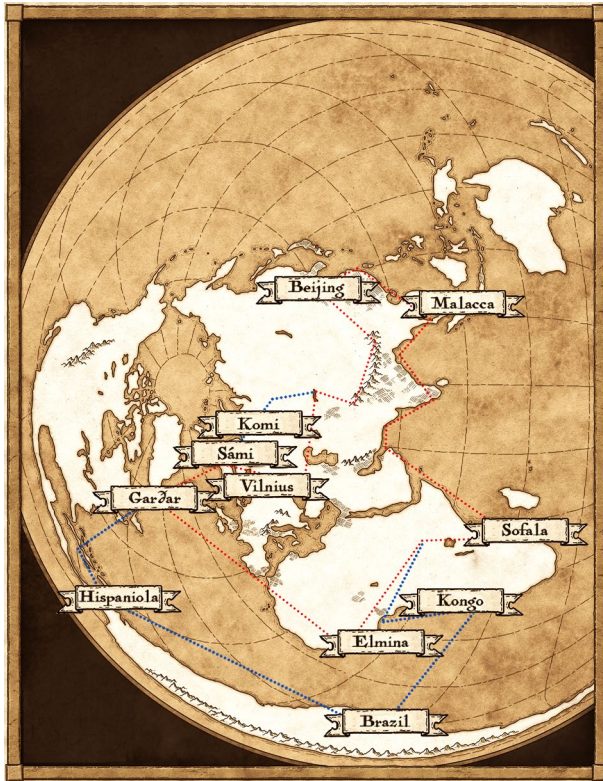 Beijing
Malacca
Komi
Sámi
Vilnius
Garðar
Sofala
Hispaniola
Kongo
Elmina
Brazil